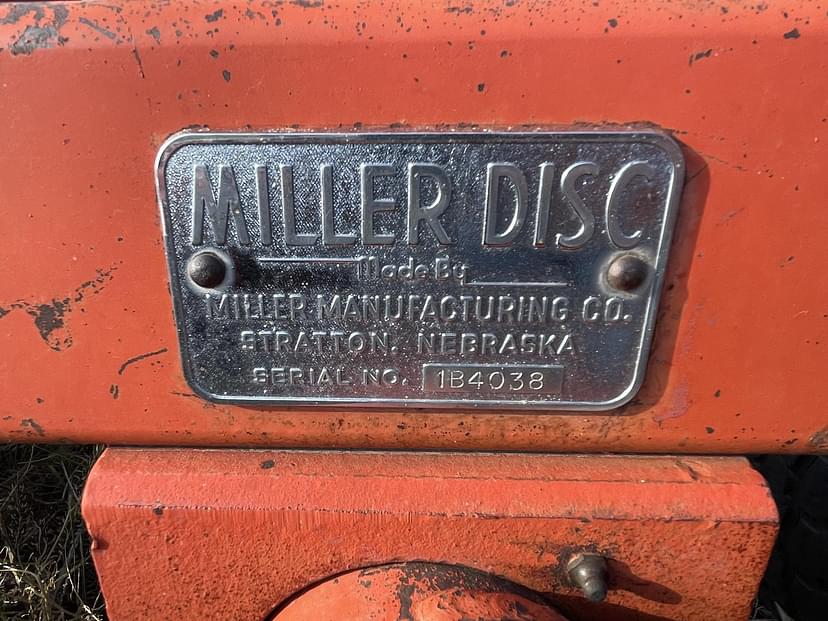 MILLER DISC
Made By
MILLER MANUFACTURING CO.
STRATTON, NEBRASKA
SERIAL NO. 1B4038